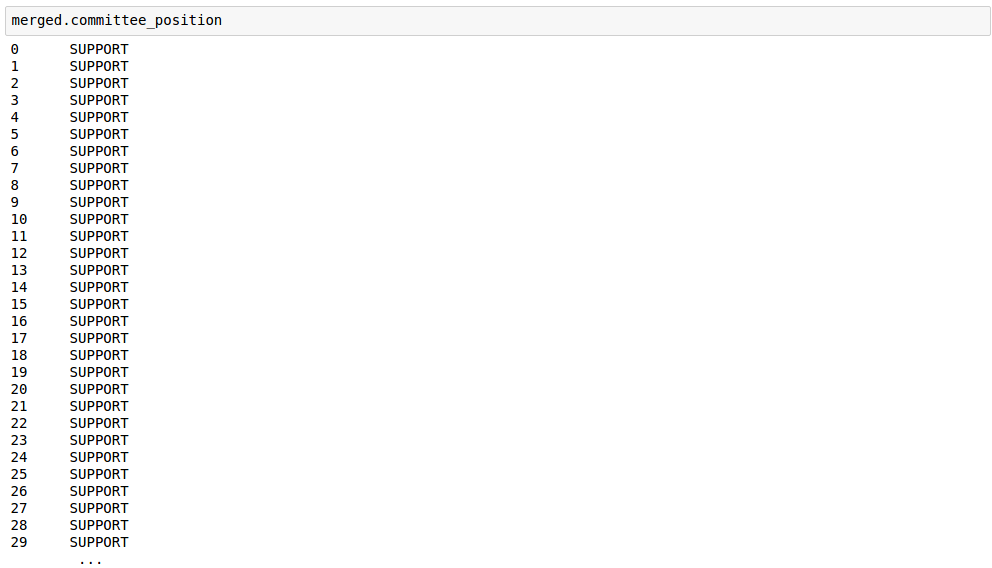 merged.committee_position
0 SUPPORT
1 SUPPORT
2 SUPPORT
3 SUPPORT
4 SUPPORT
5 SUPPORT
6 SUPPORT
7 SUPPORT
8 SUPPORT
9 SUPPORT
10 SUPPORT
11 SUPPORT
12 SUPPORT
13 SUPPORT
14 SUPPORT
15 SUPPORT
16 SUPPORT
17 SUPPORT
18 SUPPORT
19 SUPPORT
20 SUPPORT
21 SUPPORT
22 SUPPORT
23 SUPPORT
24 SUPPORT
25 SUPPORT
26 SUPPORT
27 SUPPORT
28 SUPPORT
29 SUPPORT
...